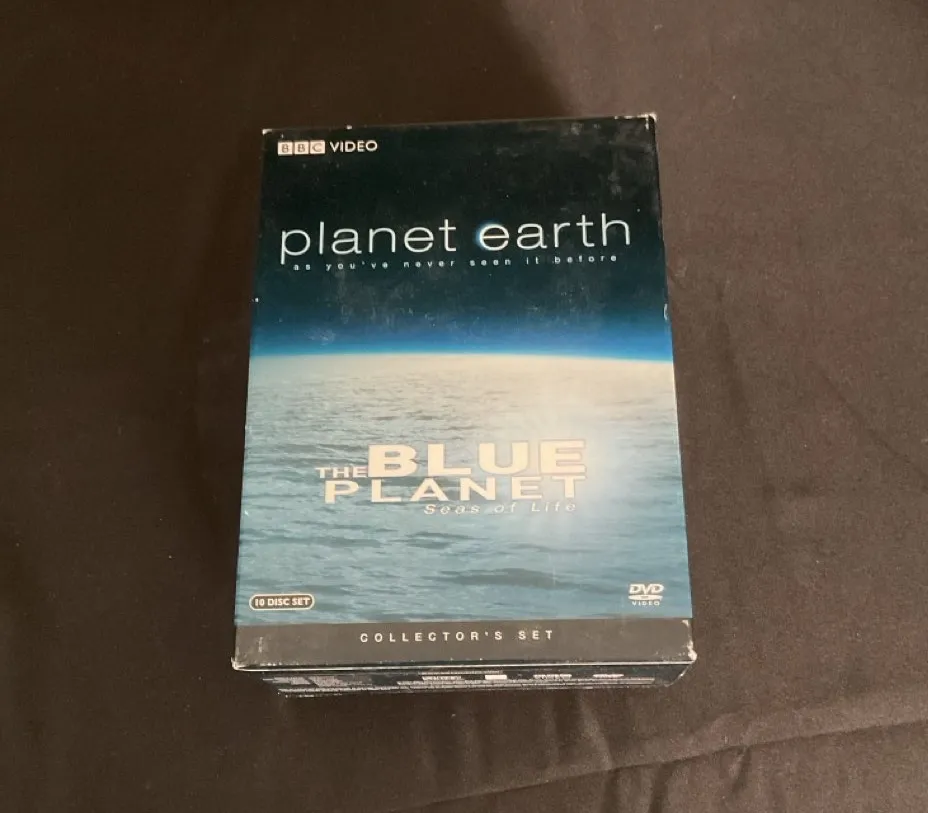 BBC VIDEO
planet earth
as you've never seen it before
THE BLUE
PLANET
Seas of Life
10 DISC SET
DVD
VIDEO
COLLECTOR'S SET